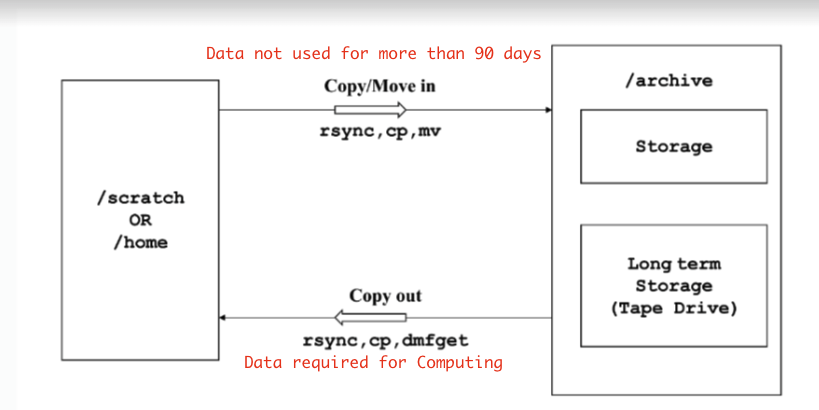 Data not used for more than 90 days
Copy/Move in
rsync,cp,mv
/scratch
OR
/home
/archive
Storage
Long term
Storage
(Tape Drive)
Copy out
rsync,cp,dmfget
Data required for Computing